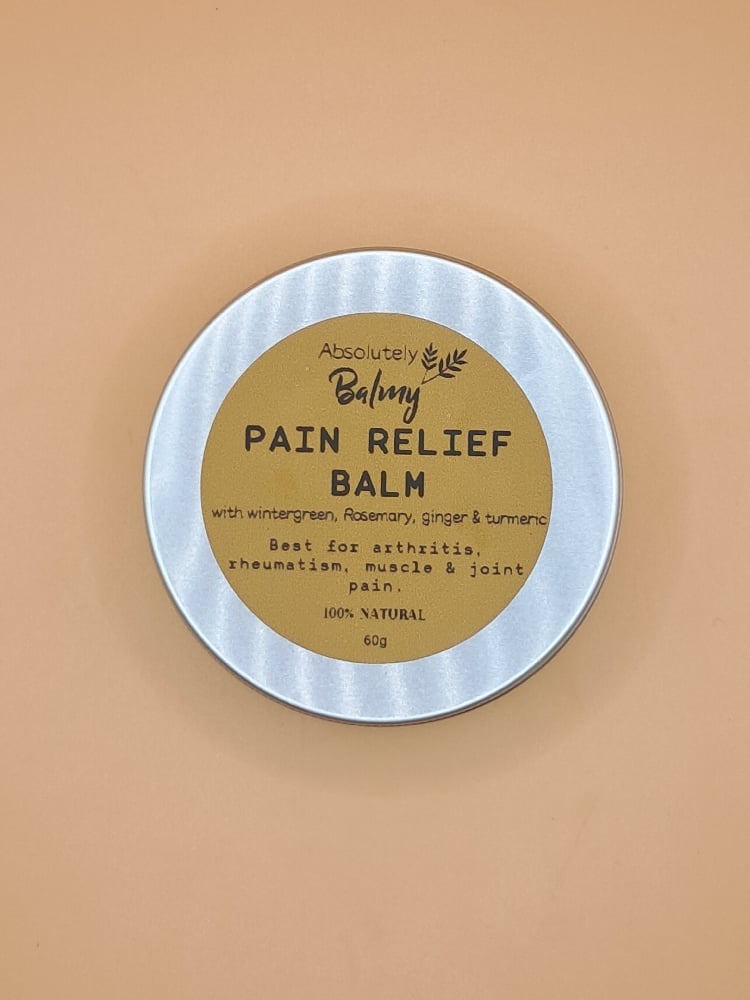 Absolutely
Balmy
PAIN RELIEF
BALM
with wintergreen, Rosemary, ginger & turmeric
Best for arthritis,
rheumatism, muscle & joint
pain.
100% NATURAL
60g